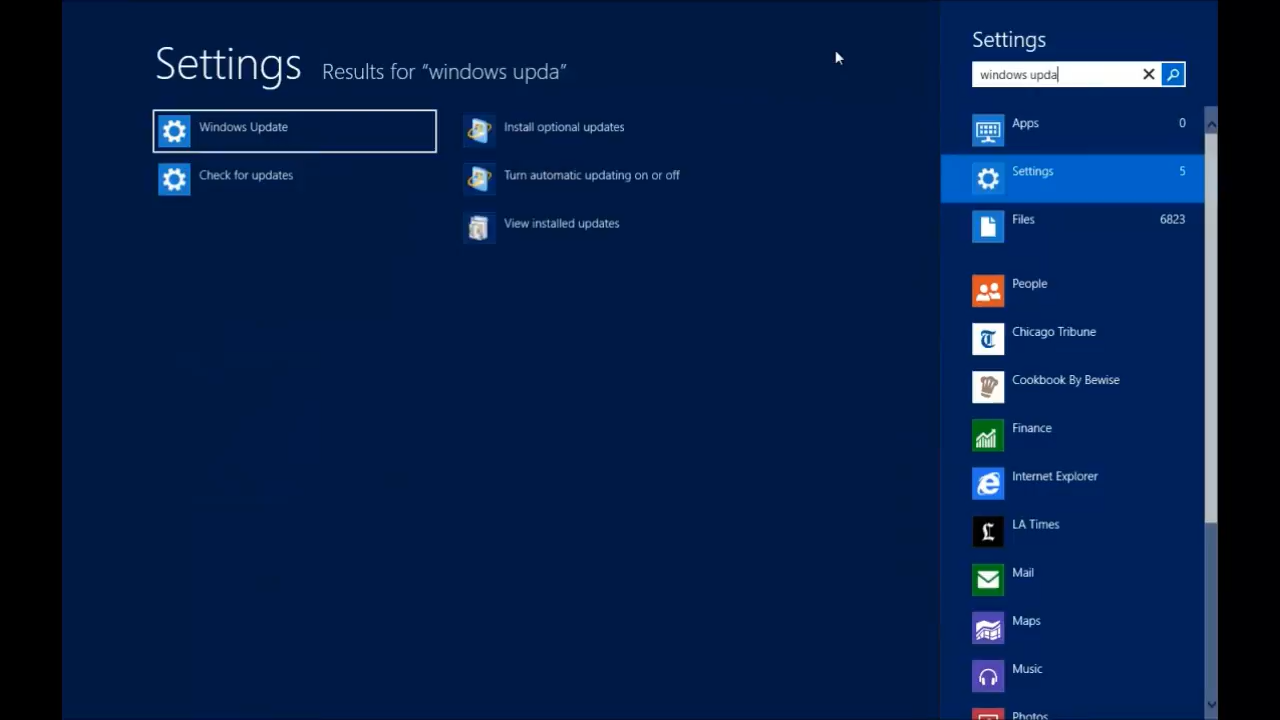 Settings Results for “windows upda”
Windows Update
Check for updates
Install optional updates
Turn automatic updating on or off
View installed updates
Settings
windows upda
Apps 0
Settings 5
Files 6823
People
Chicago Tribune
Cookbook By Bewise
Finance
Internet Explorer
LA Times
Mail
Maps
Music
Photos